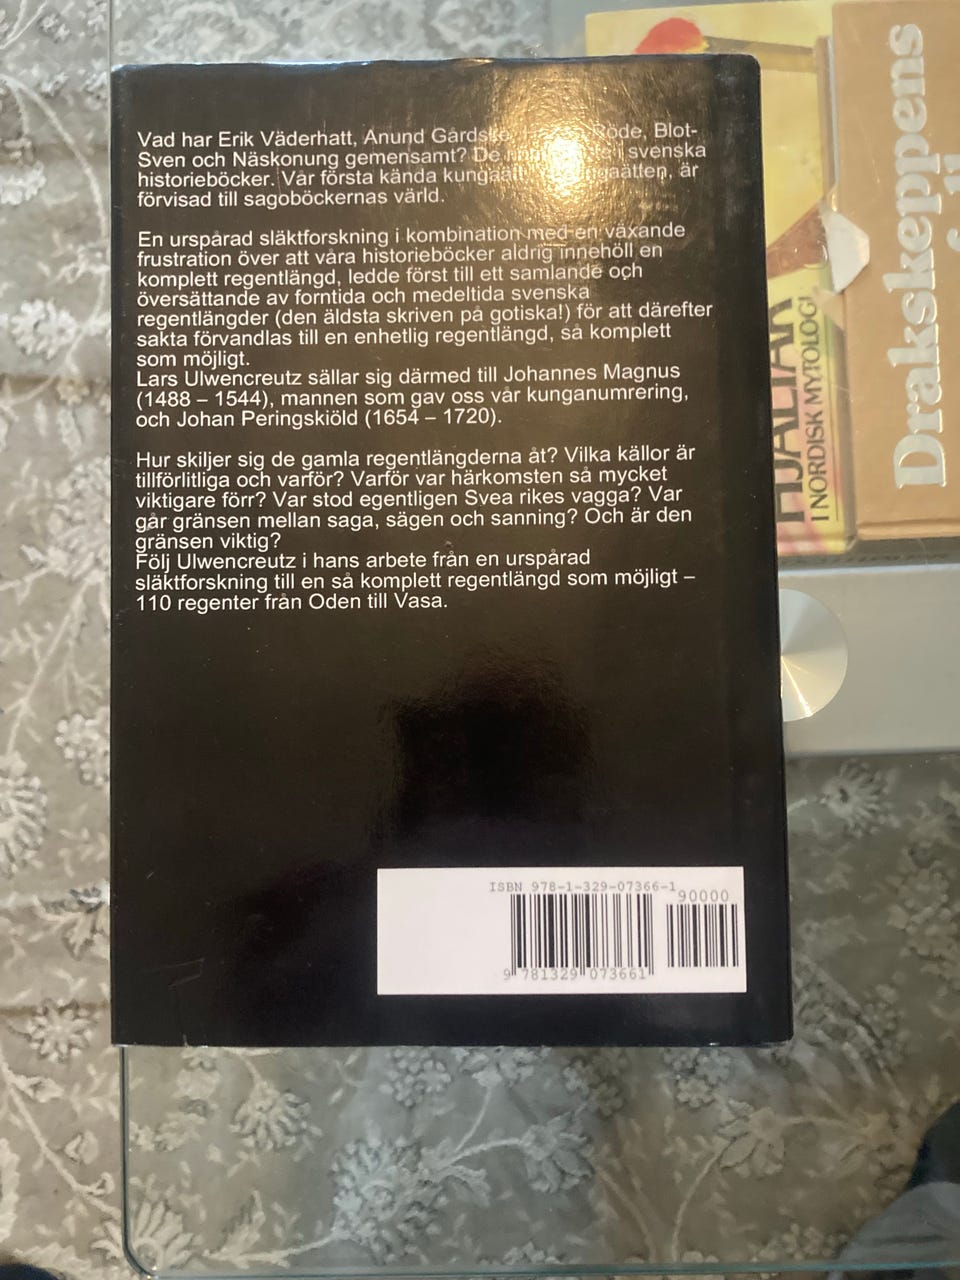 Vad har Erik Väderhatt, Anund Gårdske, Röde, Blot-
Sven och Näskonung gemensamt? De i svenska
historieböcker. Vår första kända är
förvisad till sagoböckernas värld.
En urspårad släktforskning i kombination med en växande
frustration över att våra historieböcker aldrig innehöll en
komplett regentlängd, ledde först till ett samlande och
översättande av forntida och medeltida svenska
regentlängder (den äldsta skriven på gotiska!) för att därefter
sakta förvandlas till en enhetlig regentlängd, så komplett
som möjligt.
Lars Ulwencreutz sällar sig därmed till Johannes Magnus
(1488 – 1544), mannen som gav oss vår kunganumrering,
och Johan Peringskiöld (1654 – 1720).
Hur skiljer sig de gamla regentlängderna åt? Vilka källor är
tillförlitliga och varför? Varför var härkomsten så mycket
viktigare förr? Var stod egentligen Svea rikes vagga? Var
går gränsen mellan saga, sägen och sanning? Och är den
gränsen viktig?
Följ Ulwencreutz i hans arbete från en urspårad
släktforskning till en så komplett regentlängd som möjligt –
110 regenter från Oden till Vasa.
ISBN 978-1-329-07366-1
90000
9 781329 073661
HJÄLTAR
I NORDISK MYTOLOGI
Drakskeppens